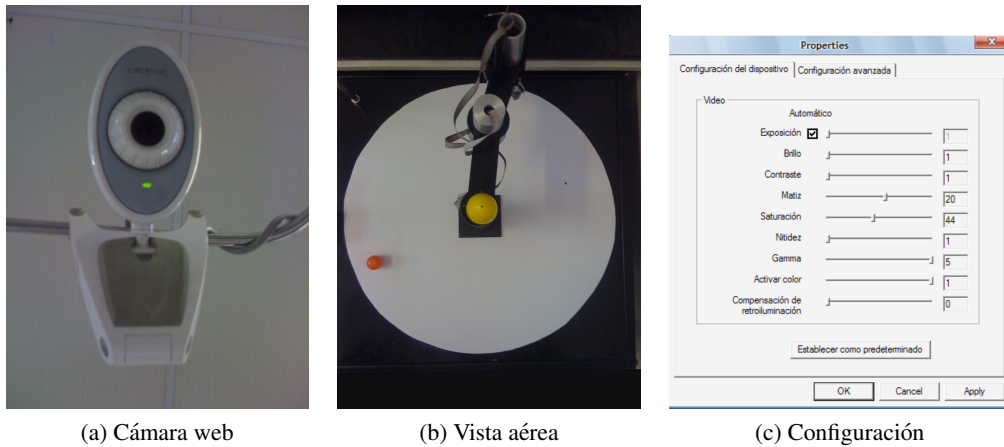 CREATIVE
Properties
Configuración del dispositivo
Configuración avanzada
Video
Automático
Exposición 1
Brillo 1
Contraste 1
Matiz 20
Saturación 44
Nitidez 1
Gamma 5
Activar color 1
Compensación de
retroiluminación 0
Establecer como predeterminado
OK Cancel Apply
(a) Cámara web
(b) Vista aérea
(c) Configuración